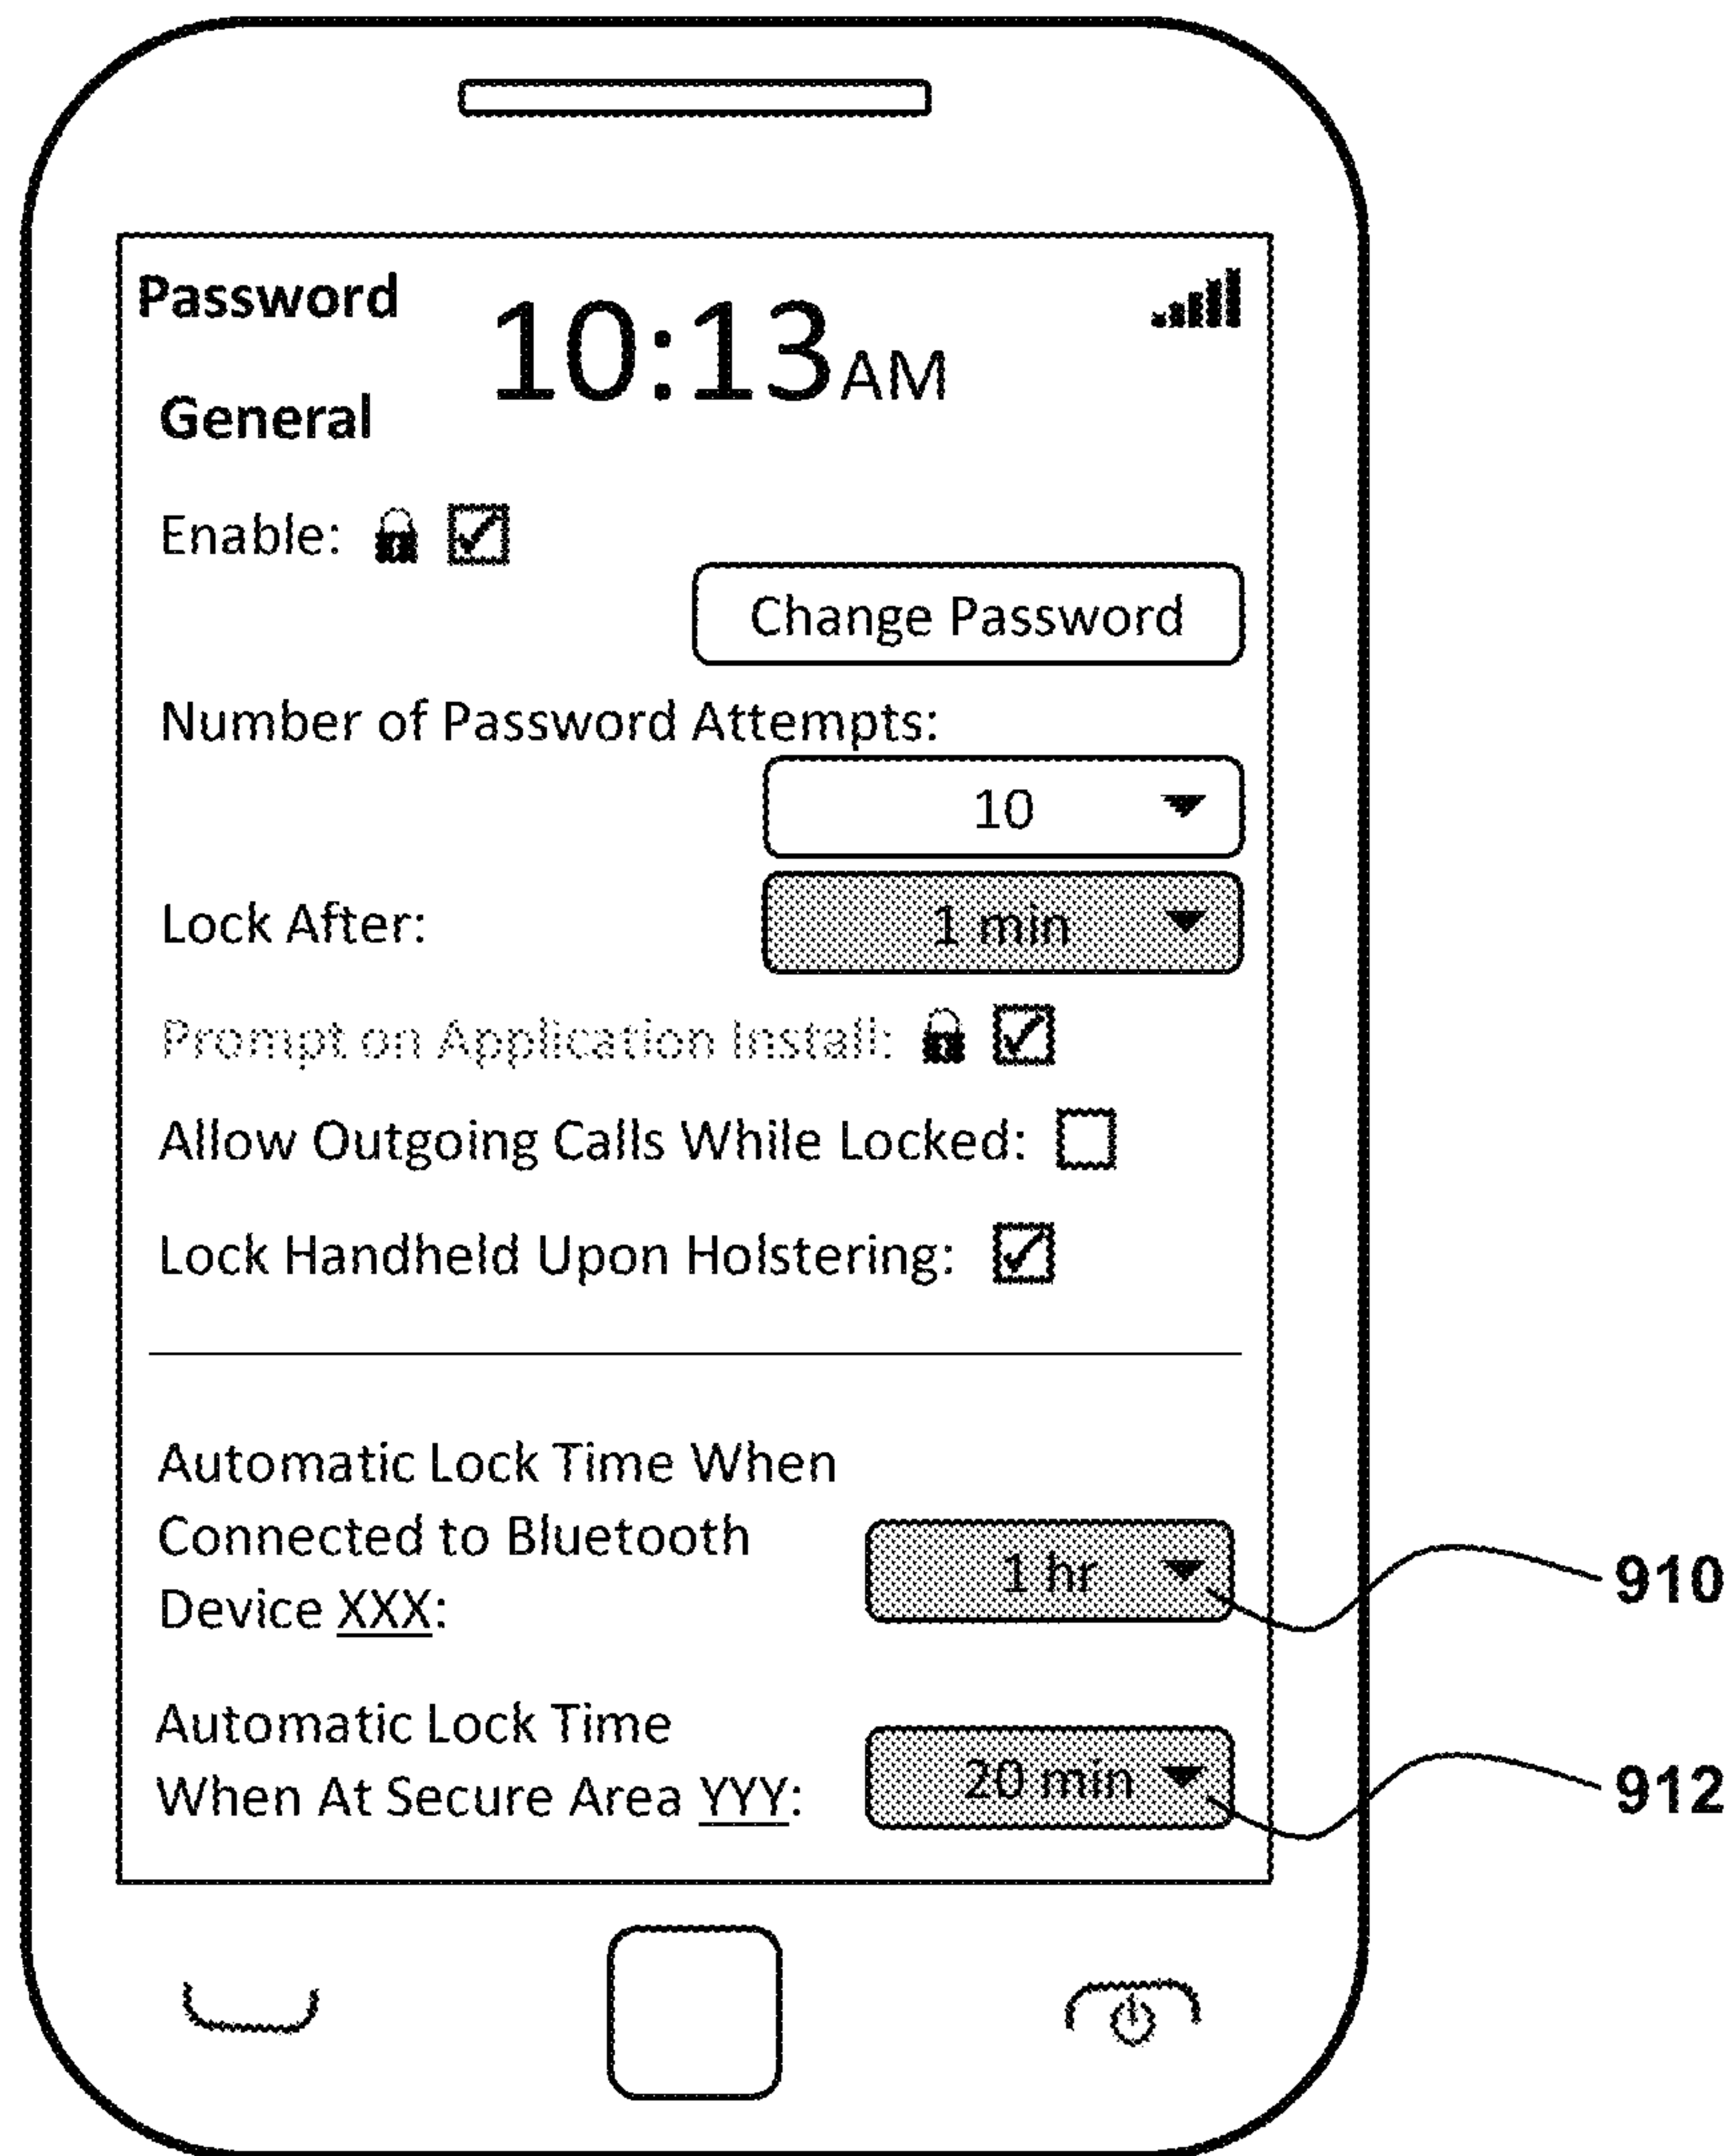 Password
10:13AM
General
Enable:
Change Password
Number of Password Attempts:
10
Lock After:
1 min
Prompt on Application Install:
Allow Outgoing Calls While Locked:
Lock Handheld Upon Holstering:
Automatic Lock Time When
Connected to Bluetooth
Device XXX:
1 hr
910
Automatic Lock Time
When At Secure Area YYY:
20 min
912